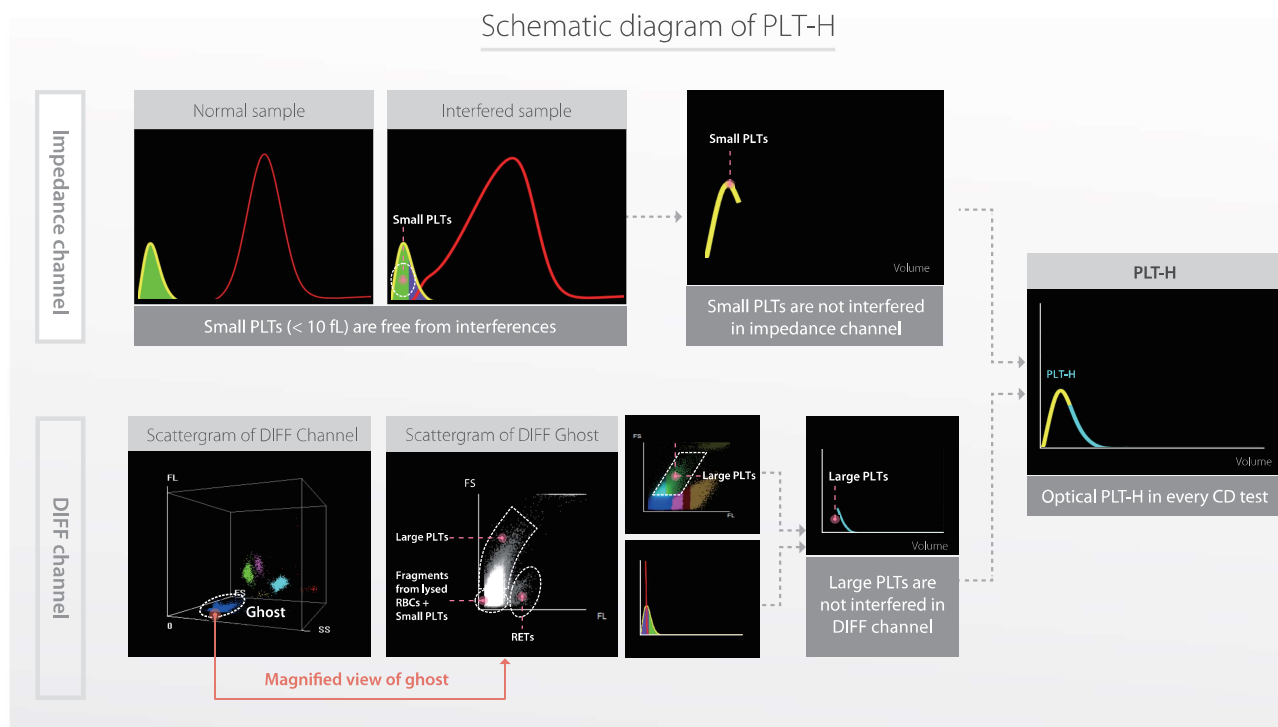 Schematic diagram of PLT-H
Impedance channel
Normal sample
Interfered sample
Small PLTs
Small PLTs (< 10 fL) are free from interferences
Small PLTs
Volume
Small PLTs are not interfered
in impedance channel
PLT-H
PLT-H
Volume
Optical PLT-H in every CD test
DIFF channel
Scattergram of DIFF Channel
FL
FS
Ghost
0
SS
Scattergram of DIFF Ghost
FS
Large PLTs
Fragments
from lysed
RBCs +
Small PLTs
RETs
FL
FS
Large PLTs
FL
Large PLTs
Volume
Large PLTs are
not interfered in
DIFF channel
Magnified view of ghost